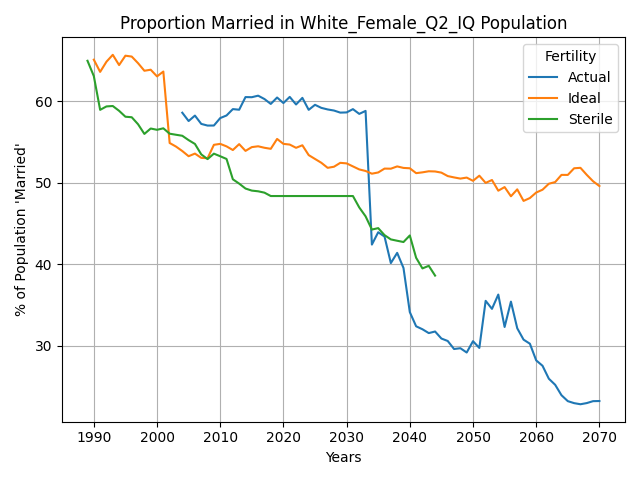 Proportion Married in White_Female_Q2_IQ Population
% of Population 'Married'
60
50
40
30
Fertility
Actual
Ideal
Sterile
1990 2000 2010 2020 2030 2040 2050 2060 2070
Years